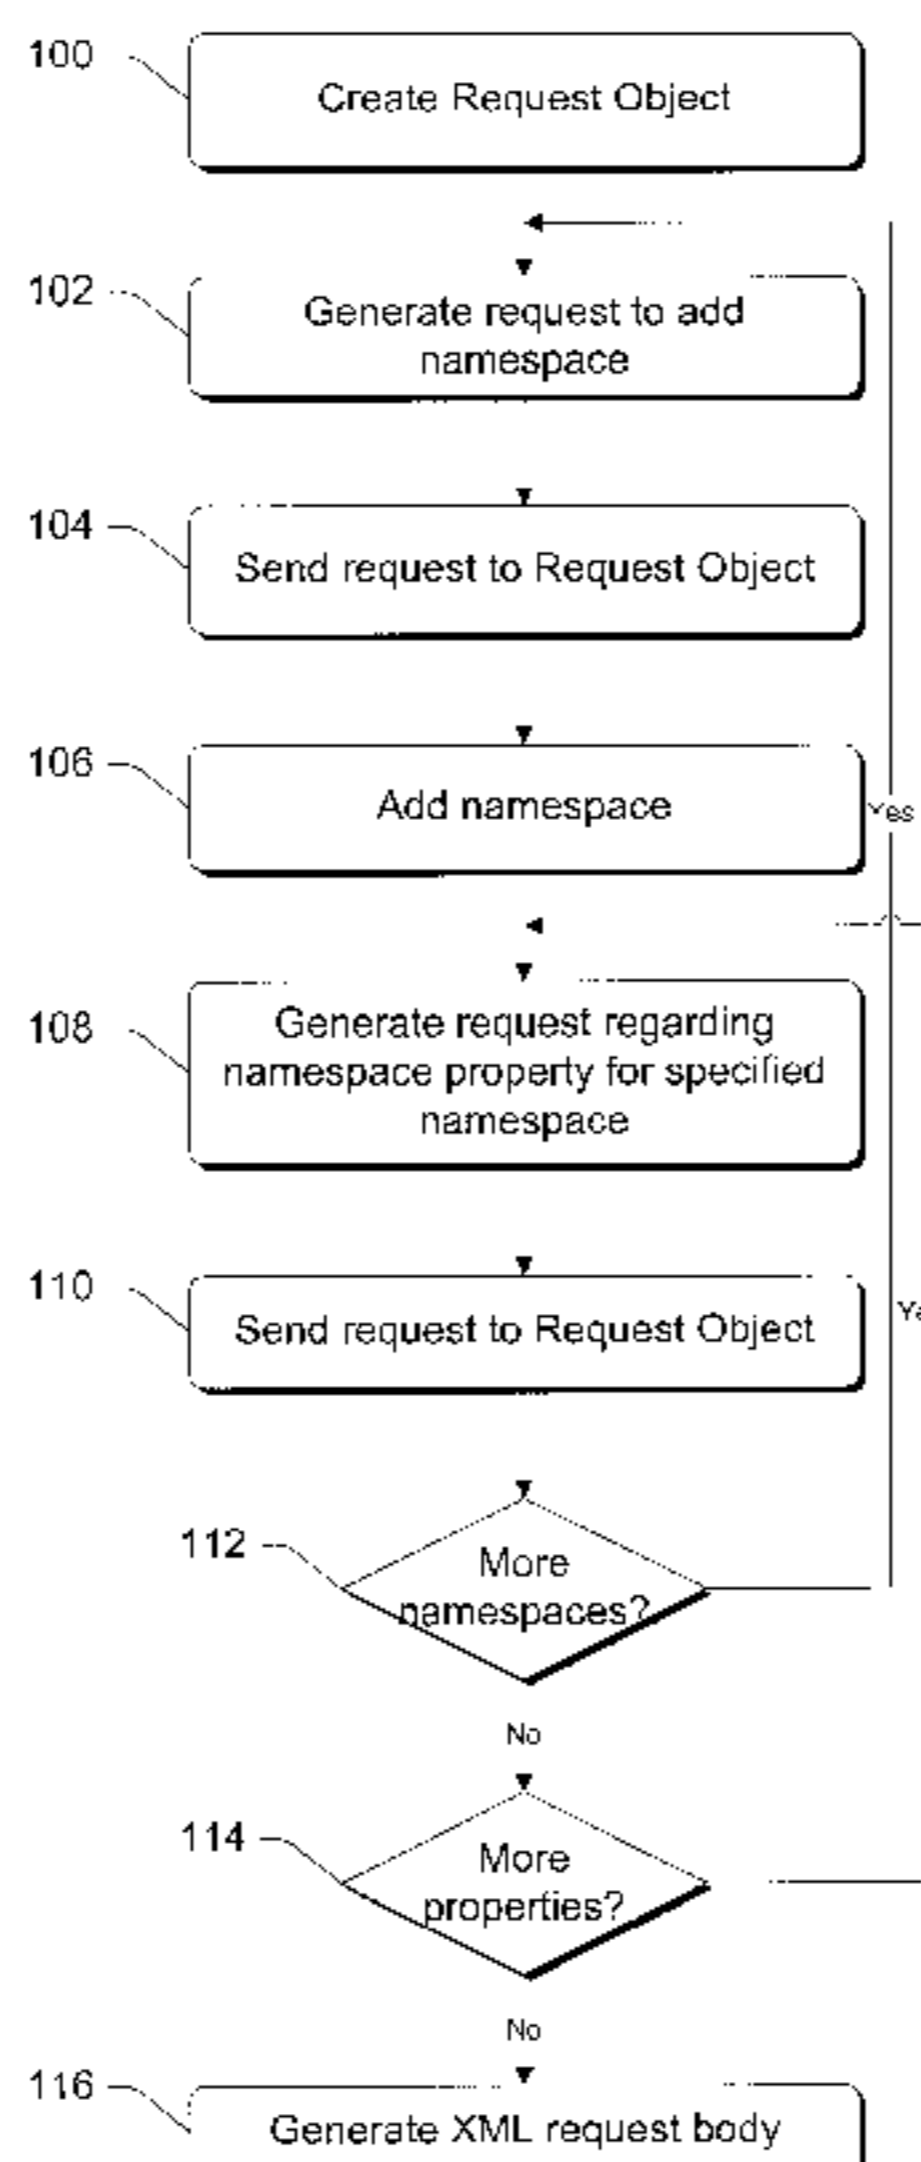 100
Create Request Object
102
Generate request to add
namespace
104
Send request to Request Object
106
Add namespace
Yes
108
Generate request regarding
namespace property for specified
namespace
110
Send request to Request Object
112
More
namespaces?
No
114
More
properties?
No
116
Generate XML request body